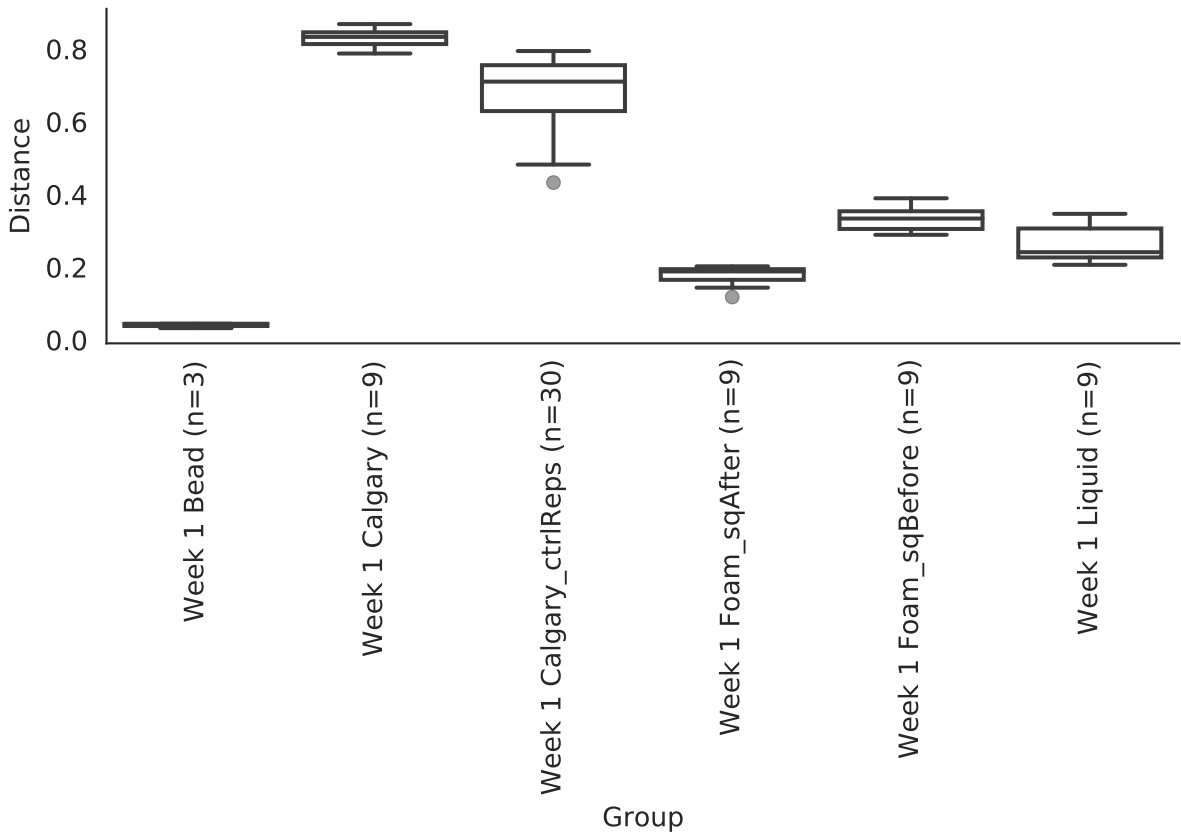 Distance
0.8
0.6
0.4
0.2
0.0
Week 1 Bead (n=3)
Week 1 Calgary (n=9)
Week 1 Calgary_ctrlReps (n=30)
Week 1 Foam_sqAfter (n=9)
Week 1 Foam_sqBefore (n=9)
Week 1 Liquid (n=9)
Group